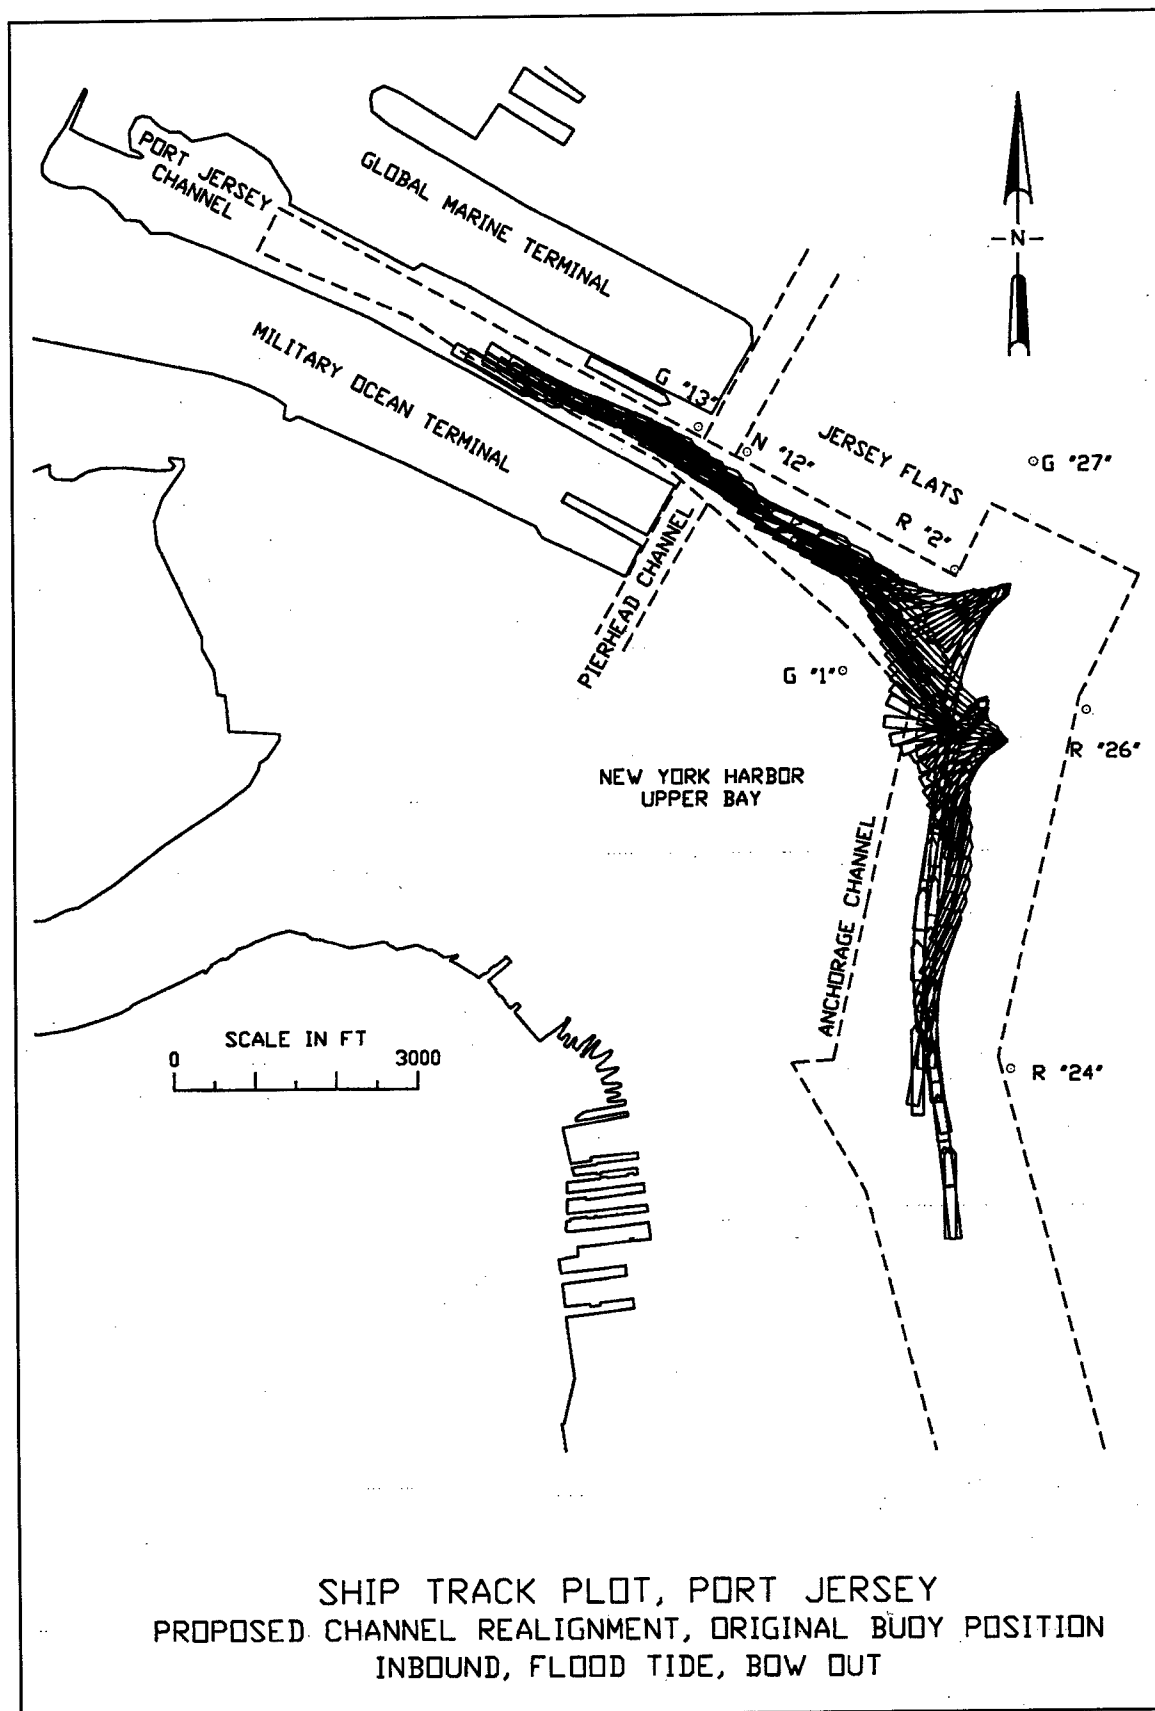 PORT JERSEY
CHANNEL
GLOBAL MARINE TERMINAL
-N-
MILITARY OCEAN TERMINAL
G "13"
N "12"
JERSEY FLATS
G "27"
R "2"
PIERHEAD CHANNEL
G "1"
R "26"
NEW YORK HARBOR
UPPER BAY
ANCHORAGE CHANNEL
SCALE IN FT
0 3000
R "24"
SHIP TRACK PLOT, PORT JERSEY
PROPOSED CHANNEL REALIGNMENT, ORIGINAL BUOY POSITION
INBOUND, FLOOD TIDE, BOW OUT